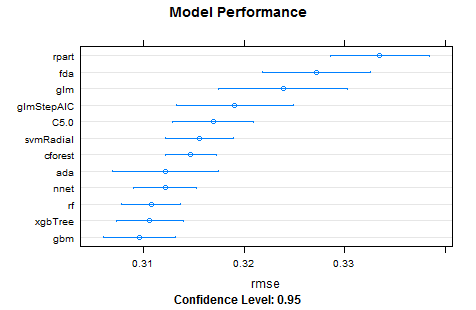 Model Performance
rpart
fda
glm
glmStepAIC
C5.0
svmRadial
cforest
ada
nnet
rf
xgbTree
gbm
0.31 0.32 0.33
rmse
Confidence Level: 0.95